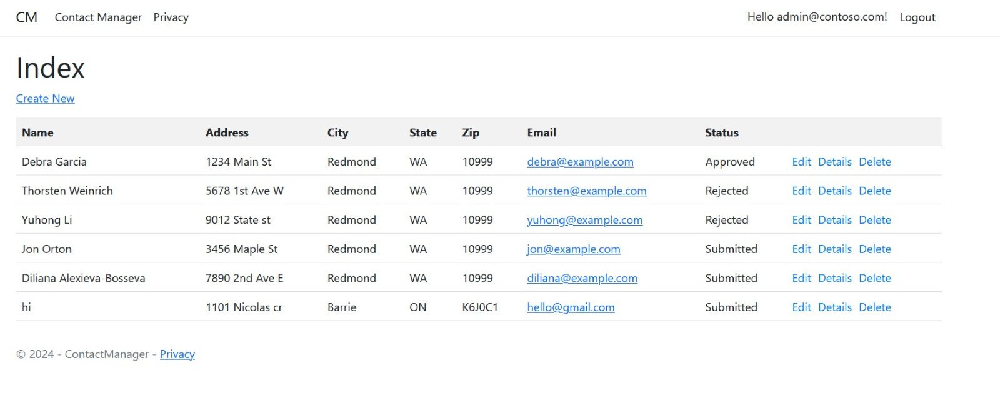 CM Contact Manager Privacy Hello admin@contoso.com! Logout
Index
Create New
Name Address City State Zip Email Status
Debra Garcia 1234 Main St Redmond WA 10999 debra@example.com Approved Edit Details Delete
Thorsten Weinrich 5678 1st Ave W Redmond WA 10999 thorsten@example.com Rejected Edit Details Delete
Yuhong Li 9012 State st Redmond WA 10999 yuhong@example.com Rejected Edit Details Delete
Jon Orton 3456 Maple St Redmond WA 10999 jon@example.com Submitted Edit Details Delete
Diliana Alexieva-Bosseva 7890 2nd Ave E Redmond WA 10999 diliana@example.com Submitted Edit Details Delete
hi 1101 Nicolas cr Barrie ON K6J0C1 hello@gmail.com Submitted Edit Details Delete
© 2024 - ContactManager - Privacy